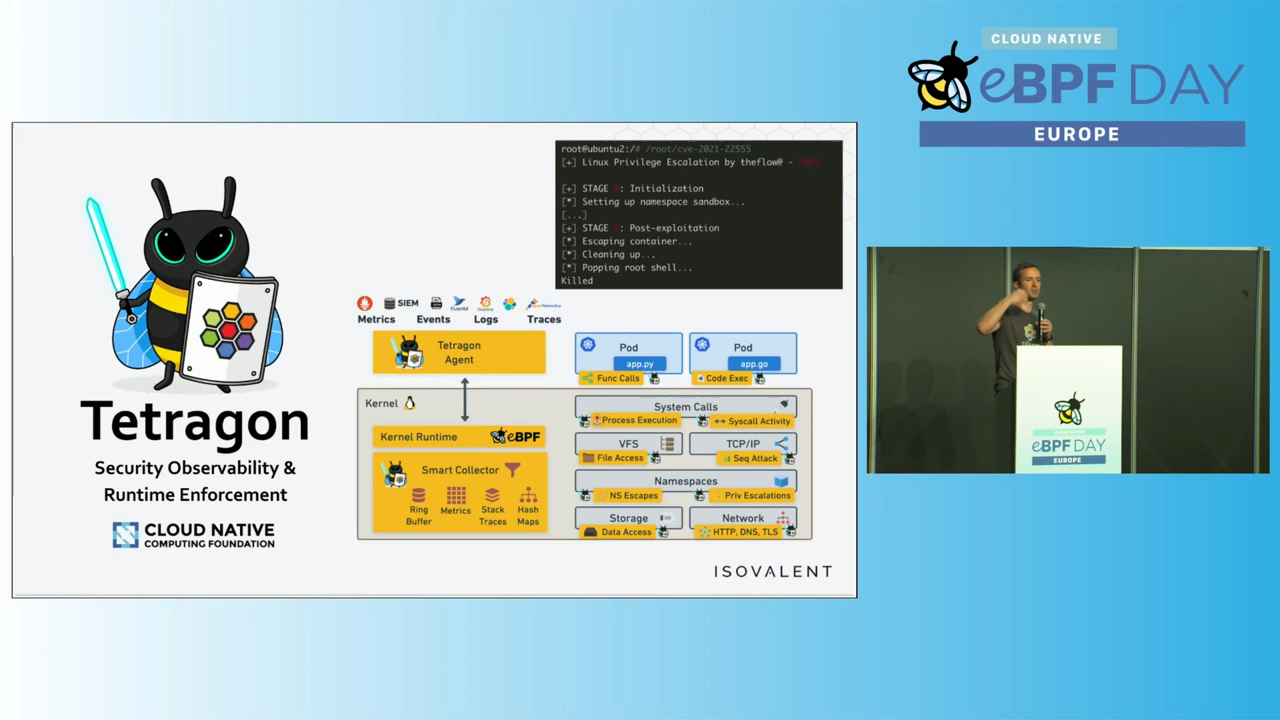 CLOUD NATIVE
eBPF DAY
EUROPE
root@ubuntu2:/# /root/cve-2021-22555
[+] Linux Privilege Escalation by theflow@ -
[+] STAGE : Initialization
[*] Setting up namespace sandbox...
[...]
[+] STAGE : Post-exploitation
[*] Escaping container...
[*] Cleaning up...
[*] Popping root shell...
Killed
Tetragon
Security Observability &
Runtime Enforcement
CLOUD NATIVE
COMPUTING FOUNDATION
SIEM
fluentd
Metrics
Events
Logs
Traces
Tetragon
Agent
Pod
app.py
Func Calls
Pod
app.go
Code Exec
Kernel
Kernel Runtime
eBPF
Smart Collector
Ring
Buffer
Metrics
Stack
Traces
Hash
Maps
System Calls
Process Execution
Syscall Activity
VFS
File Access
TCP/IP
Seq Attack
Namespaces
NS Escapes
Priv Escalations
Storage
Data Access
Network
HTTP, DNS, TLS
ISOVALENT
eBPF DAY
EUROPE